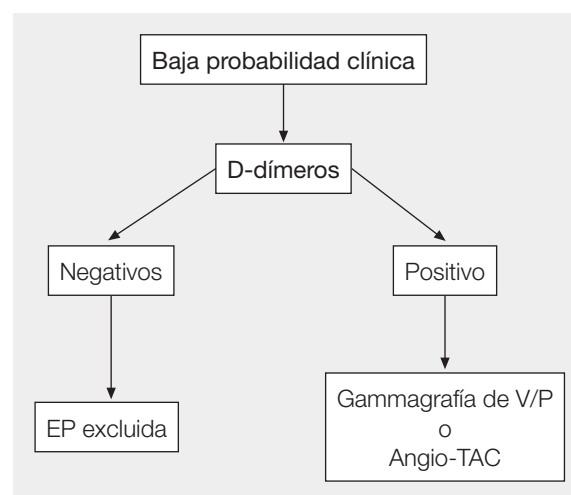 Baja probabilidad clínica
D-dímeros
Negativos
Positivo
EP excluida
Gammagrafía de V/P
o
Angio-TAC